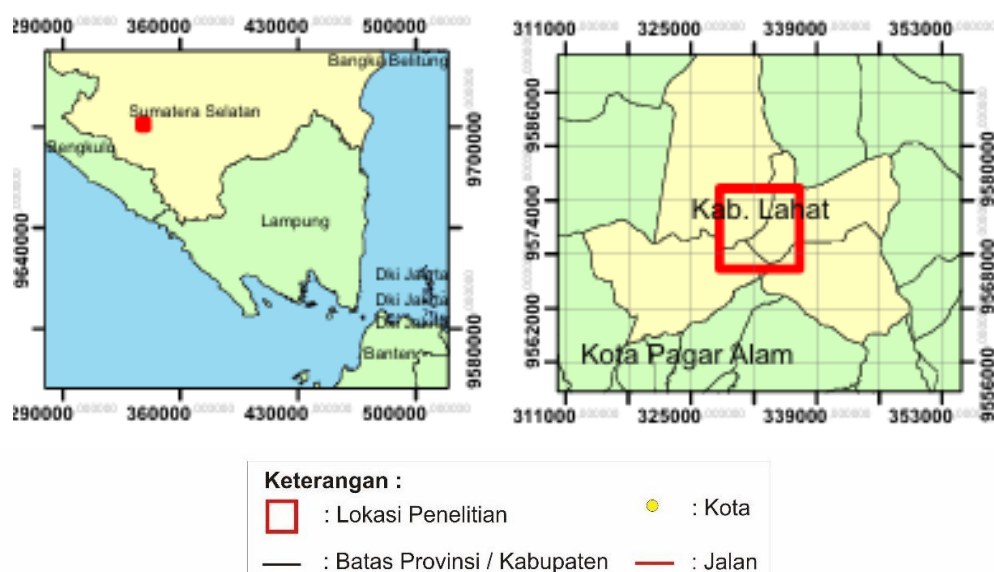 290000 360000 430000 500000
Bangka Belitung
Sumatera Selatan
Bengkulu
Lampung
Dki Jakarta
Dki Jakarta
Dki Jakarta
Banten
9640000
9700000
9580000
290000 360000 430000 500000
311000 325000 339000 353000
9586000
9574000
9562000
9580000
9568000
9556000
Kab. Lahat
Kota Pagar Alam
311000 325000 339000 353000
Keterangan :
: Lokasi Penelitian
: Kota
: Batas Provinsi / Kabupaten
: Jalan